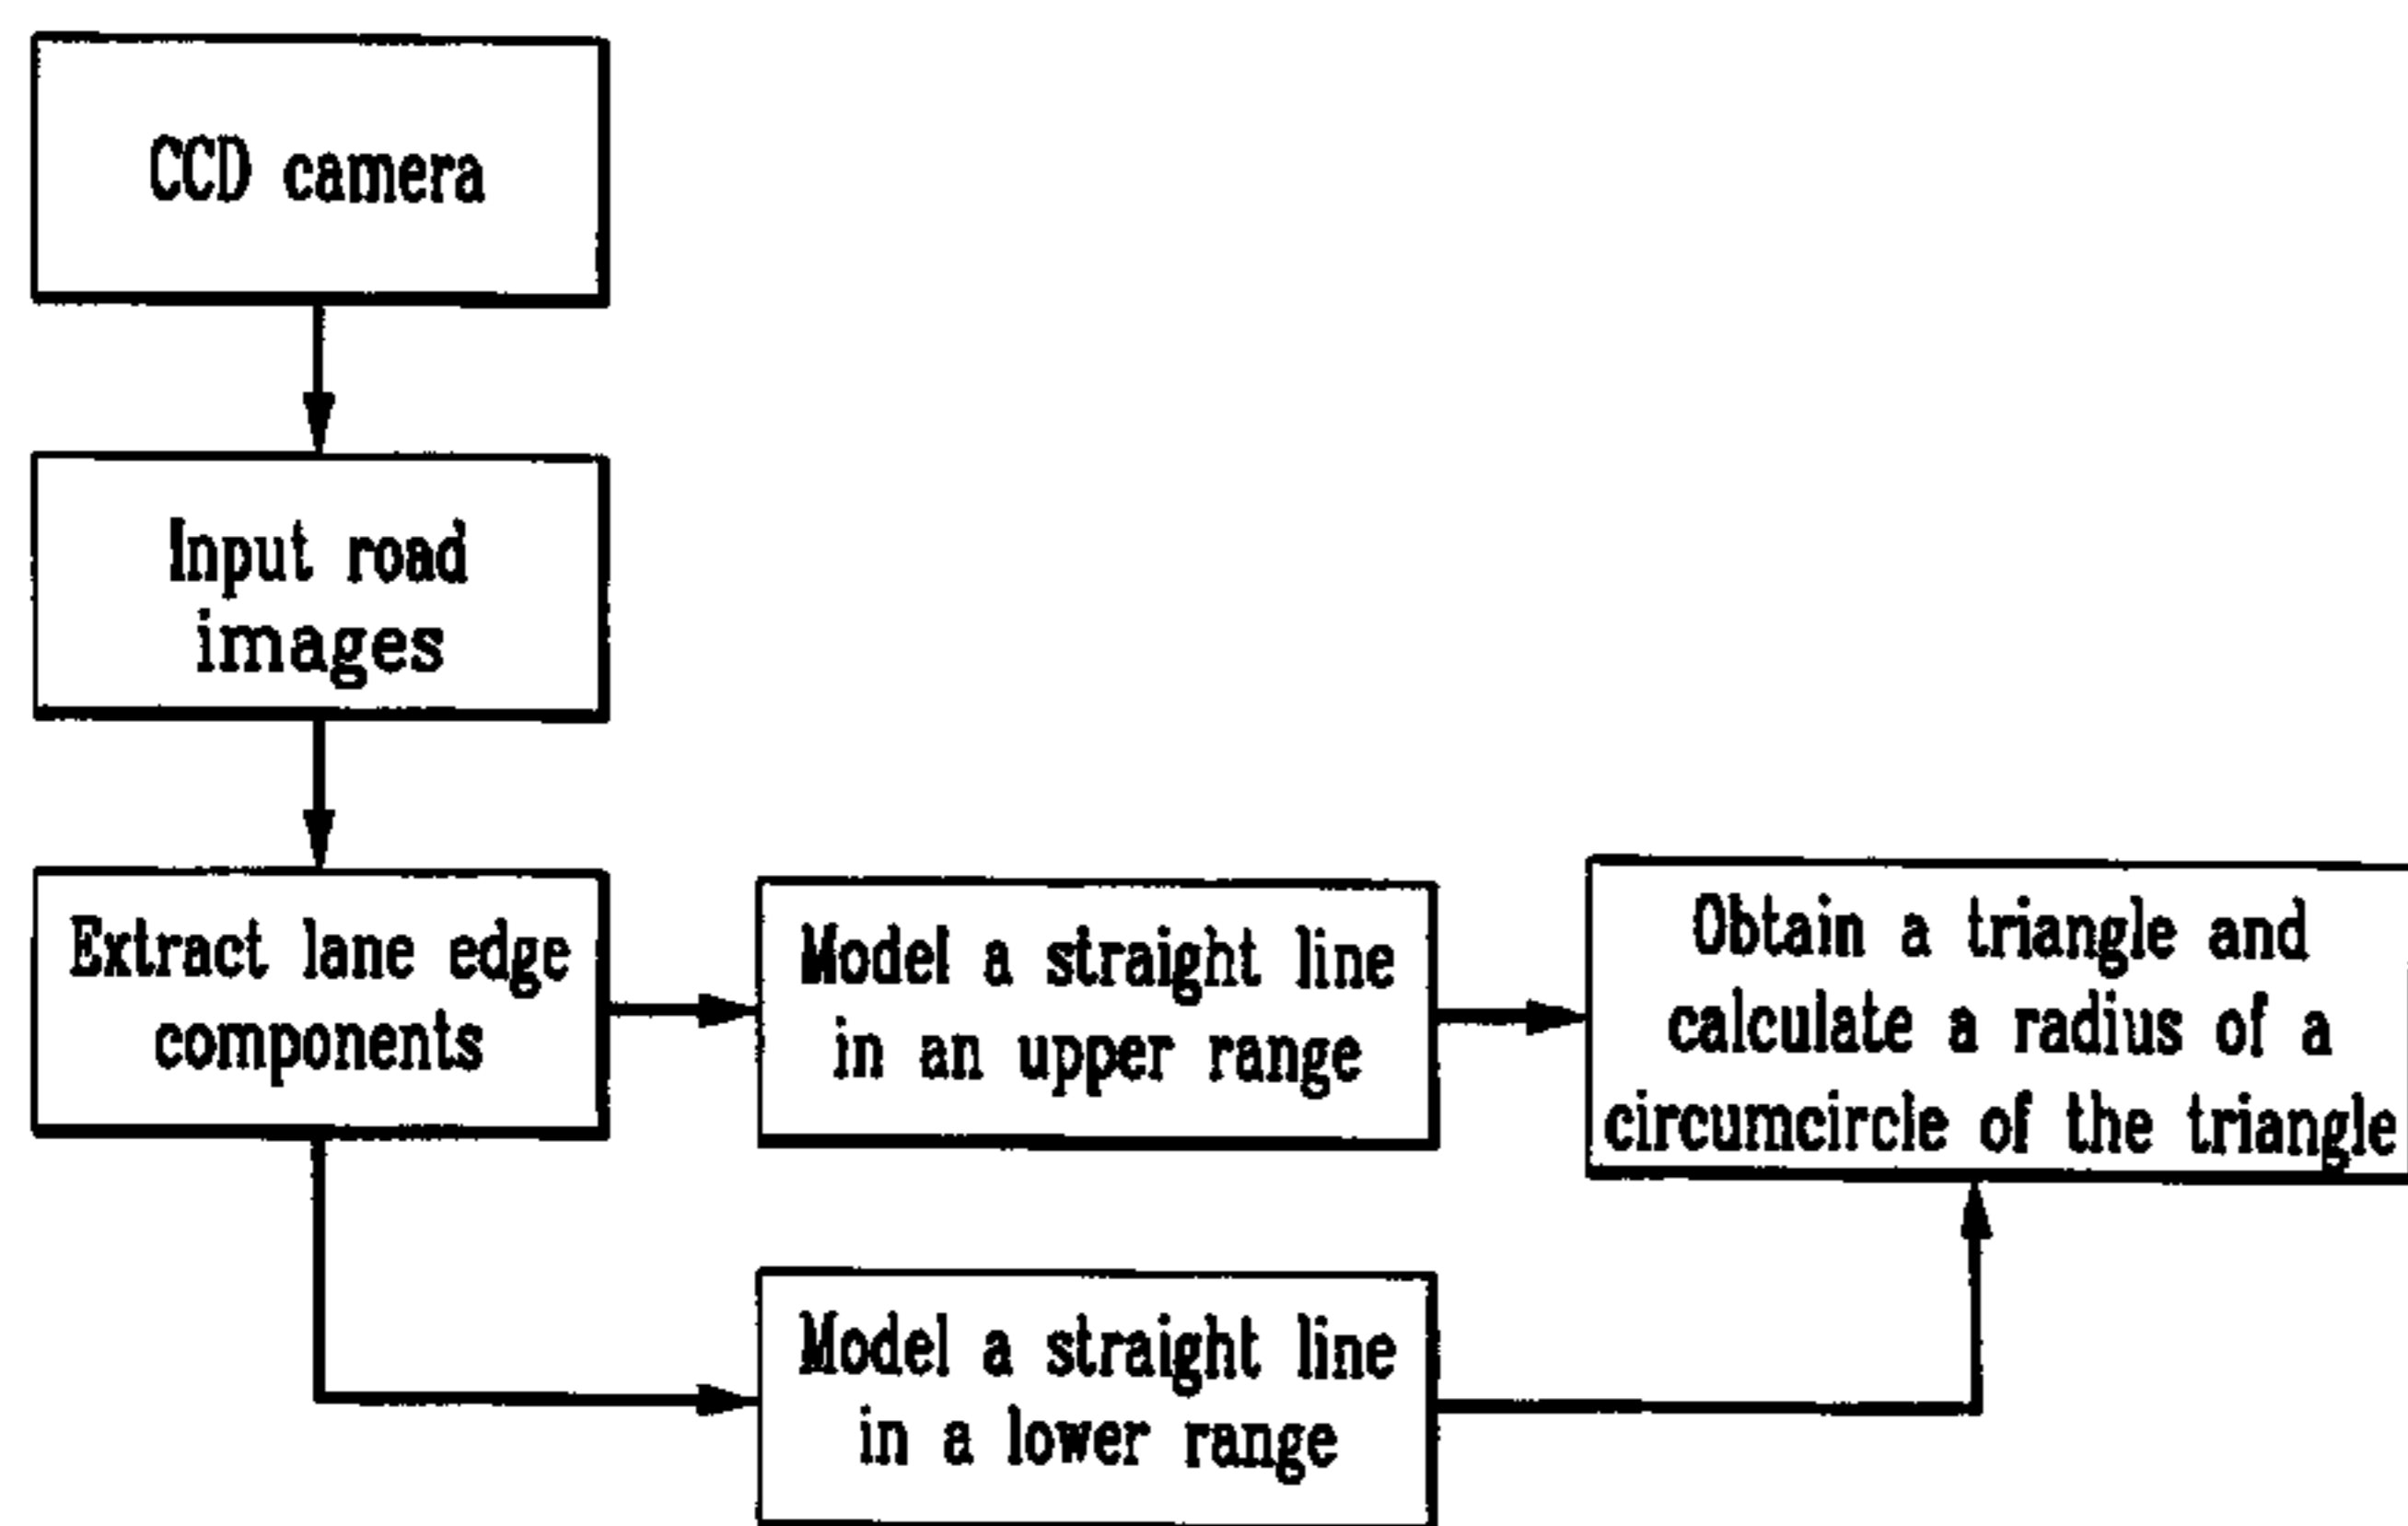 CCD camera
Input road
images
Extract lane edge
components
Model a straight line
in an upper range
Obtain a triangle and
calculate a radius of a
circumcircle of the triangle
Model a straight line
in a lower range